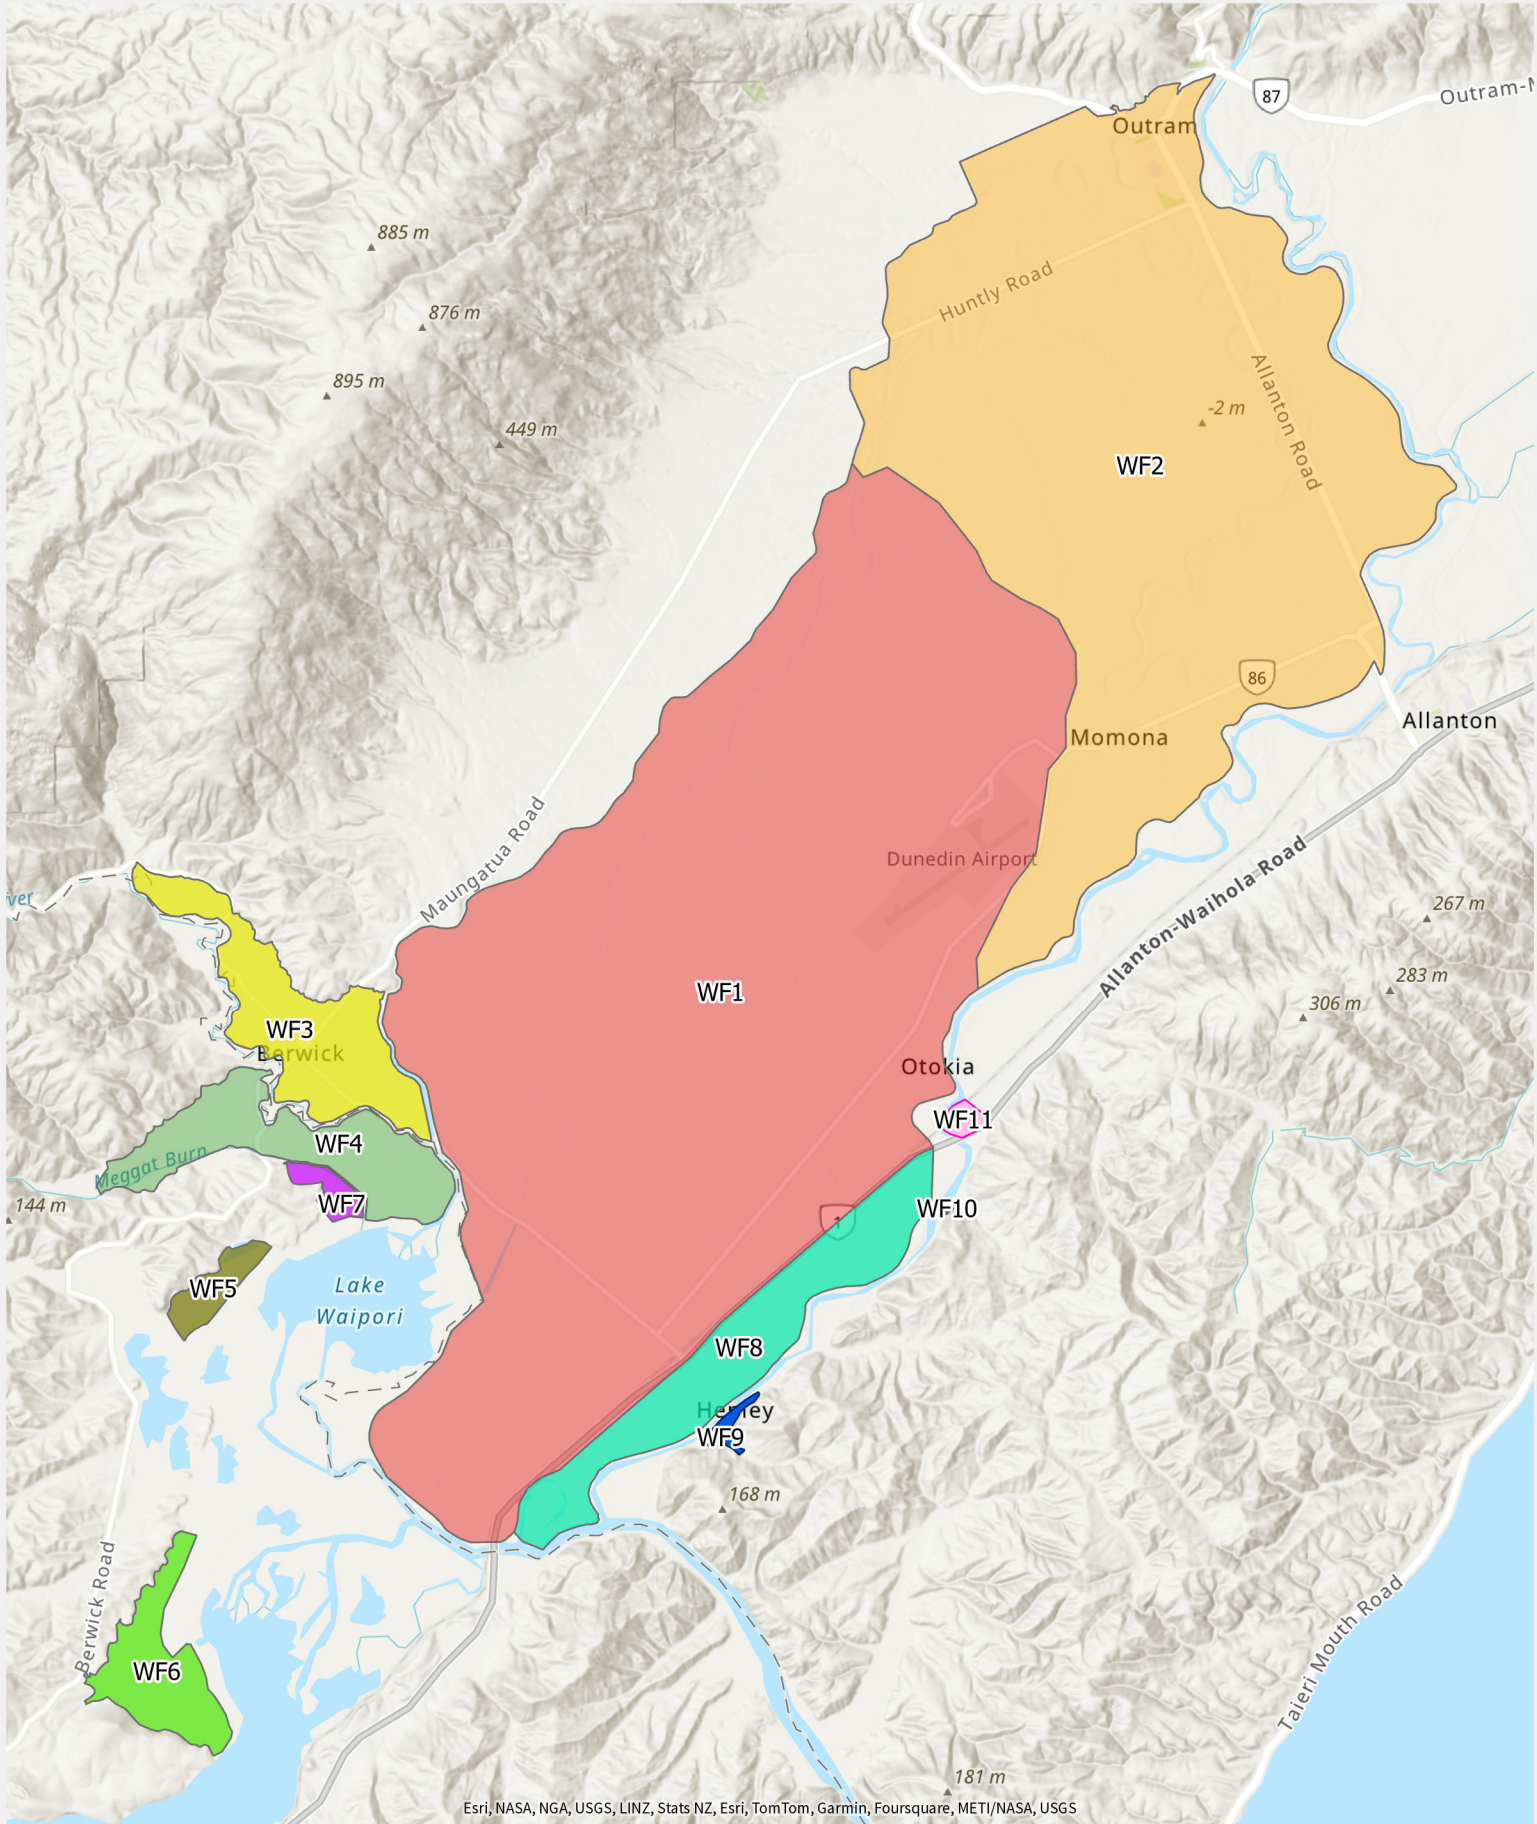 87
Outram-
Outram
885 m
Huntly Road
876 m
895 m
Allanton Road
-2 m
449 m
WF2
86
Allanton
Momona
Maungatua Road
Dunedin Airport
Allanton-Waihola Road
iver
267 m
283 m
WF1
306 m
WF3
Berwick
Otokia
WF11
WF4
Meggat Burn
144 m
WF7
WF10
1
Lake
Waipori
WF5
WF8
Henley
WF9
168 m
Berwick Road
Taieri Mouth Road
WF6
181 m
Esri, NASA, NGA, USGS, LINZ, Stats NZ, Esri, TomTom, Garmin, Foursquare, METI/NASA, USGS